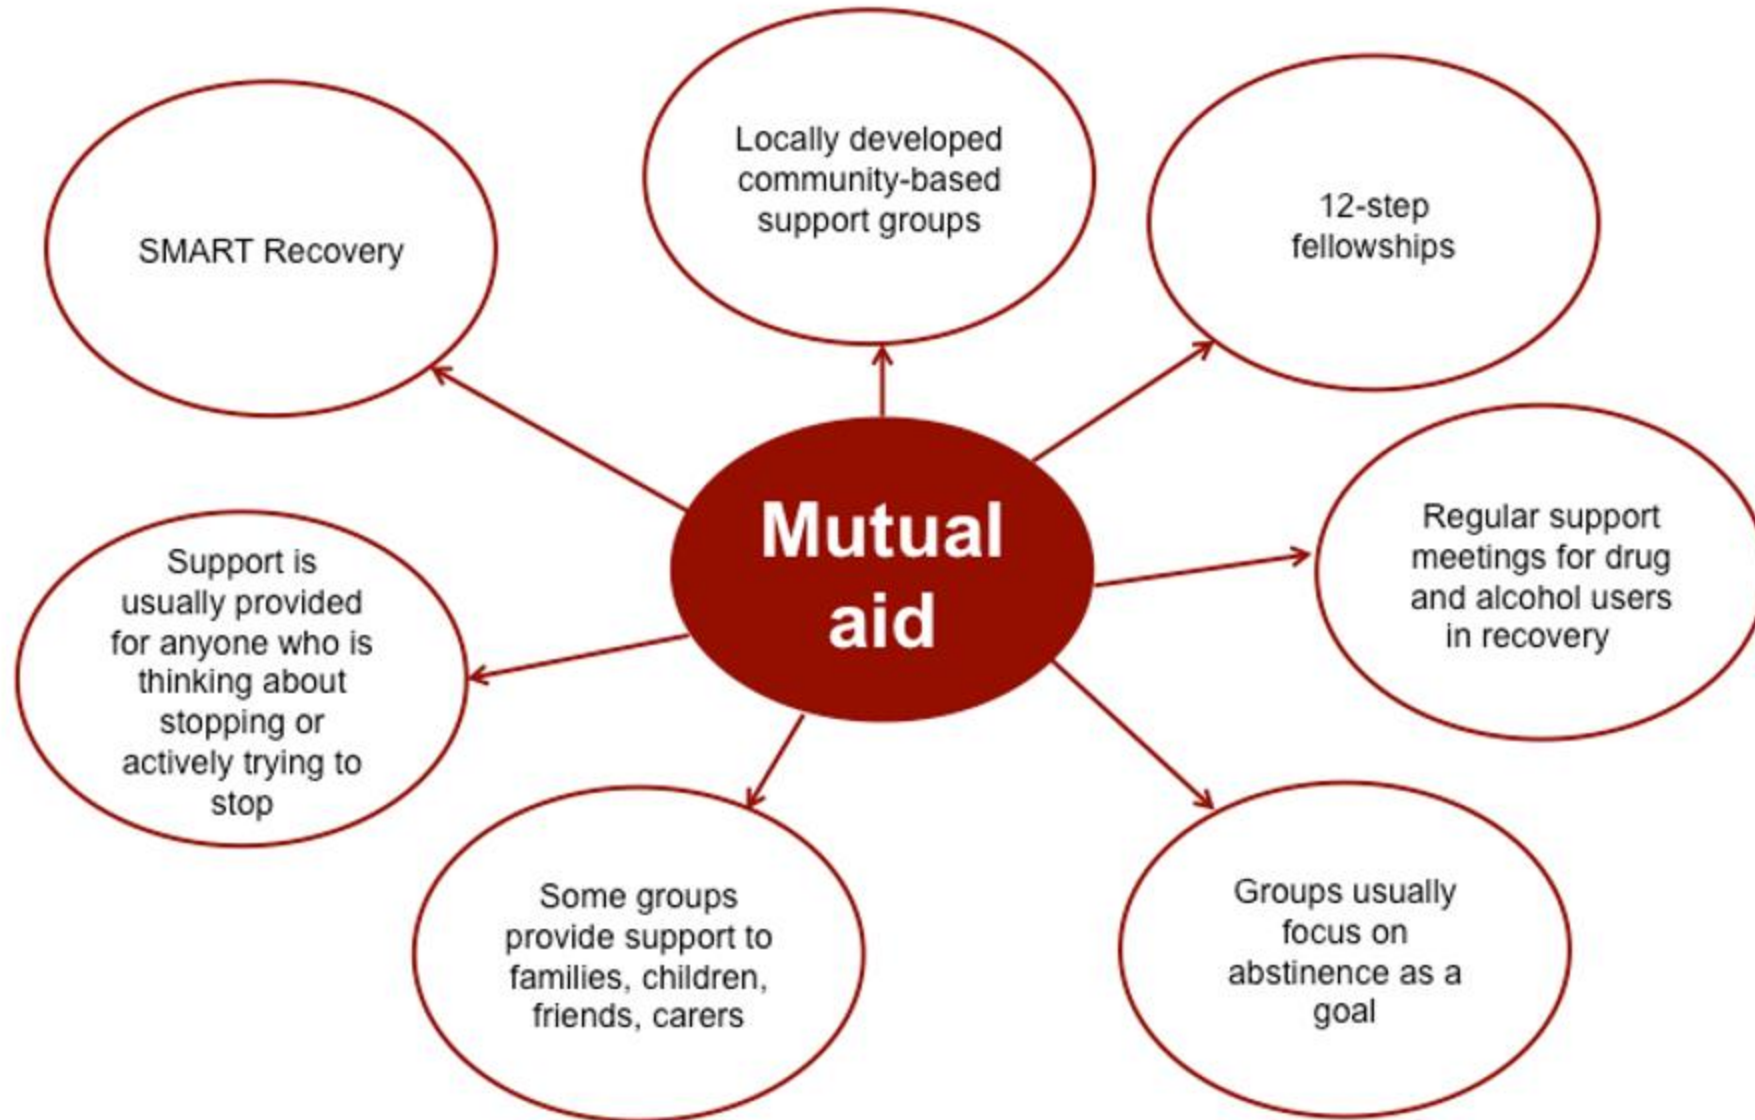 SMART Recovery
Locally developed
community-based
support groups
12-step
fellowships
Mutual
aid
Regular support
meetings for drug
and alcohol users
in recovery
Support is
usually provided
for anyone who is
thinking about
stopping or
actively trying to
stop
Some groups
provide support to
families, children,
friends, carers
Groups usually
focus on
abstinence as a
goal